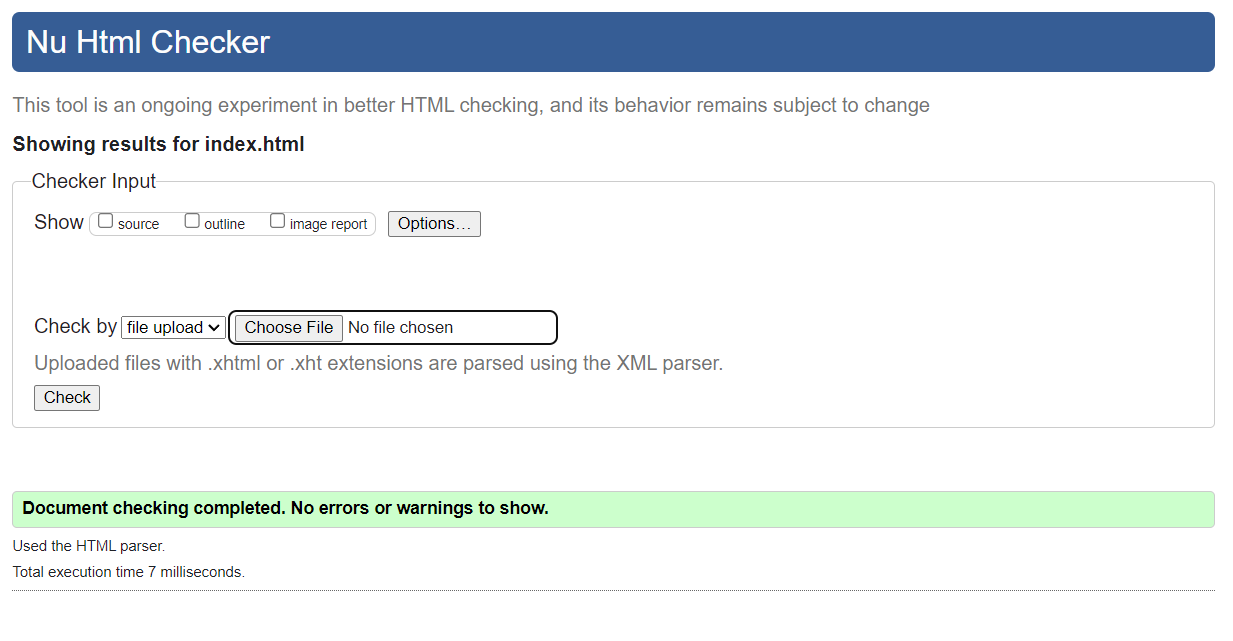 Nu Html Checker
This tool is an ongoing experiment in better HTML checking, and its behavior remains subject to change
Showing results for index.html
Checker Input
Show source outline image report Options...
Check by file upload Choose File No file chosen
Uploaded files with .xhtml or .xht extensions are parsed using the XML parser.
Check
Document checking completed. No errors or warnings to show.
Used the HTML parser.
Total execution time 7 milliseconds.